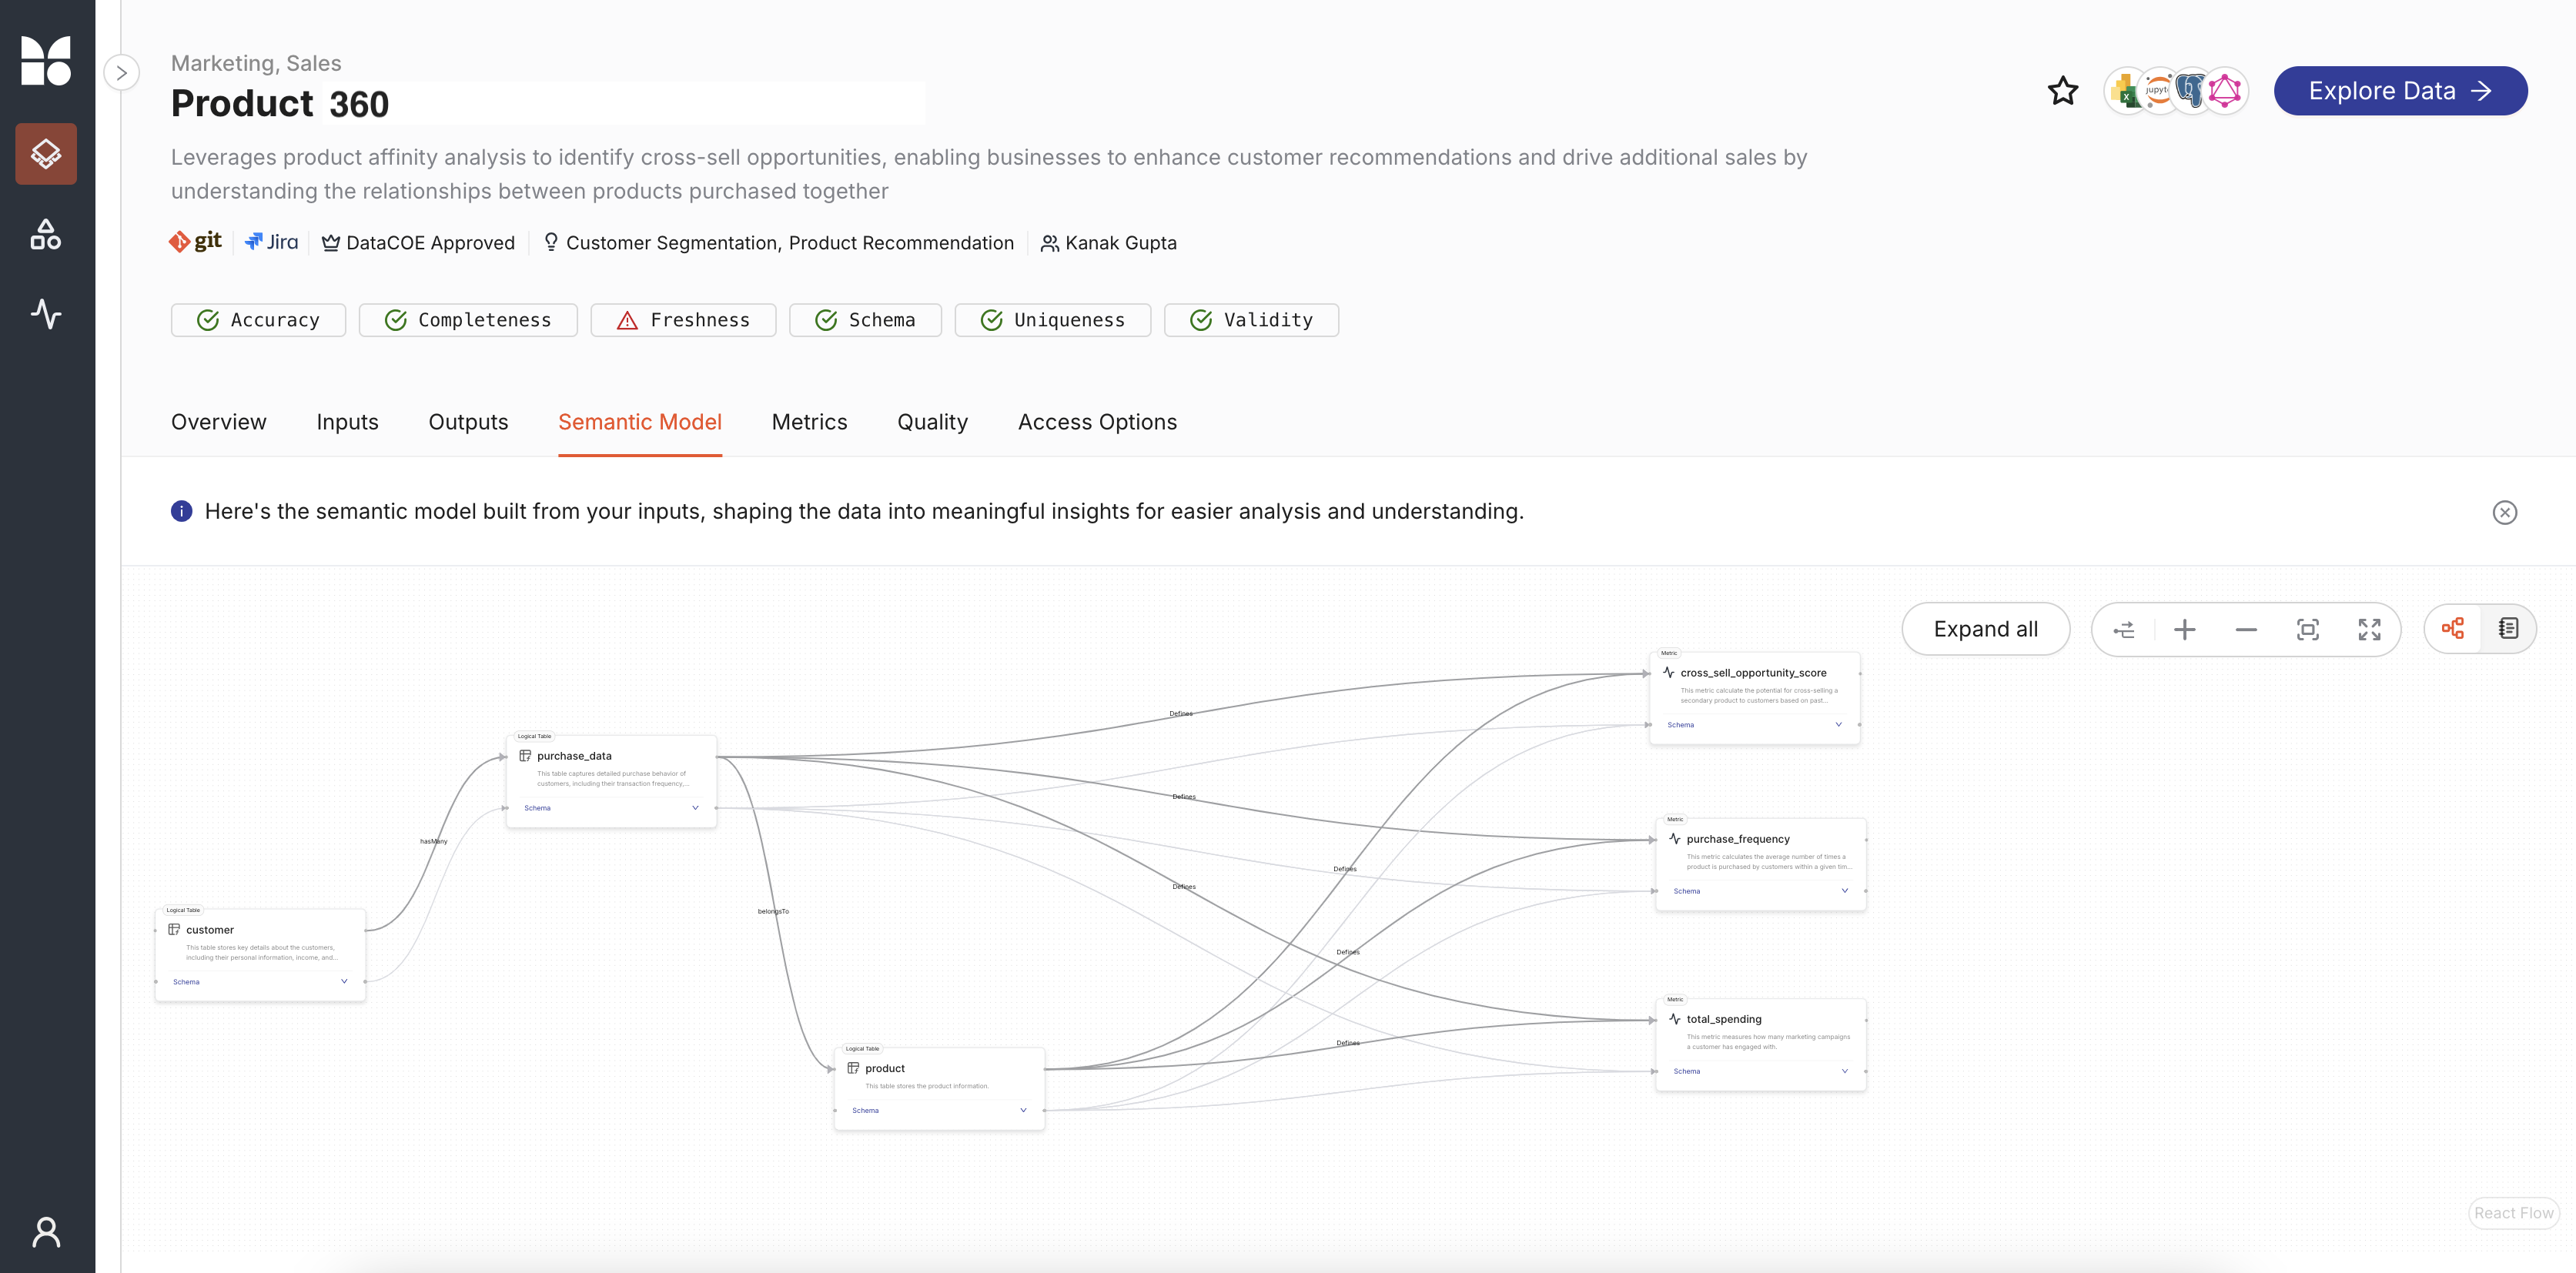 Marketing, Sales
Product 360
Leverages product affinity analysis to identify cross-sell opportunities, enabling businesses to enhance customer recommendations and drive additional sales by
understanding the relationships between products purchased together
git Jira DataCOE Approved Customer Segmentation, Product Recommendation Kanak Gupta
jupyt
Explore Data
Accuracy Completeness Freshness Schema Uniqueness Validity
Overview Inputs Outputs Semantic Model Metrics Quality Access Options
Here's the semantic model built from your inputs, shaping the data into meaningful insights for easier analysis and understanding.
Expand all
Metric
cross_sell_opportunity_score
This metric calculate the potential for cross-selling a
secondary product to customers based on past...
Schema
Defines
Logical Table
purchase_data
This table captures detailed purchase behavior of
customers, including their transaction frequency,...
Schema
Defines
Metric
purchase_frequency
This metric calculates the average number of times a
product is purchased by customers within a given tim...
Schema
hasMany
Defines
Defines
belongsTo
Logical Table
customer
This table stores key details about the customers,
including their personal information, income, and...
Schema
Defines
Metric
total_spending
This metric measures how many marketing campaigns
a customer has engaged with.
Schema
Defines
Logical Table
product
This table stores the product information.
Schema
React Flow